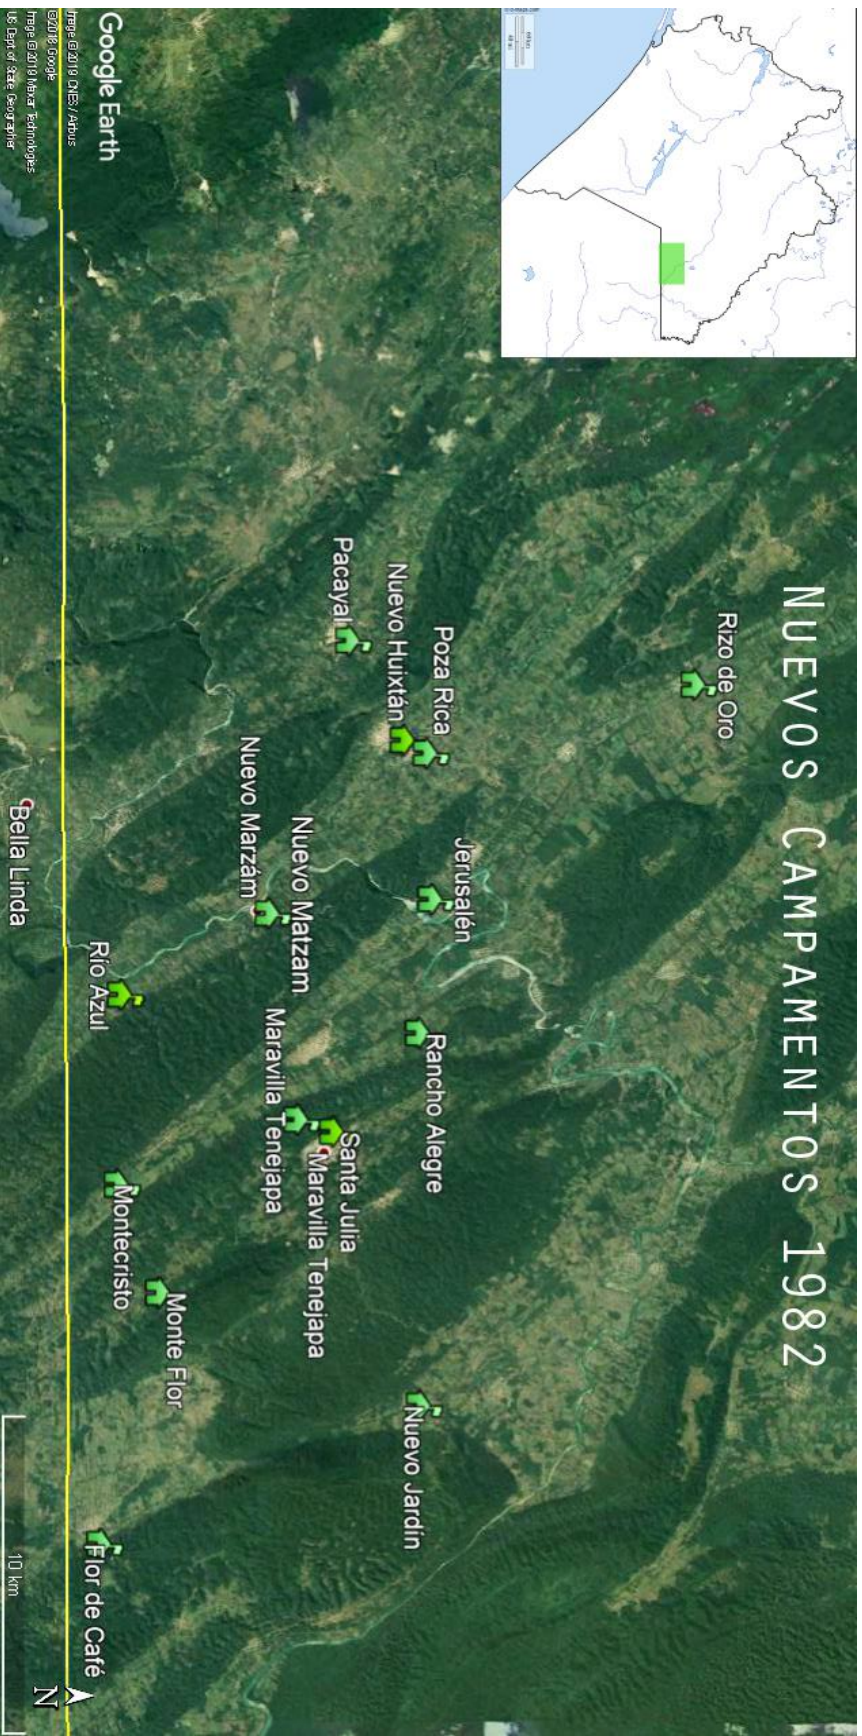 NUEVOS CAMPAMENTOS 1982
Rizo de Oro
Poza Rica
Nuevo Huixtán
Pacayal
Jerusalén
Nuevo Matzam
Nuevo Marzám
Rancho Alegre
Santa Julia
Maravilla Tenejapa
Maravilla Tenejapa
Río Azul
Bella Linda
Nuevo Jardín
Monte Flor
Montecristo
Flor de Café
Google Earth
Image © 2019 CNES / Airbus
© 2018 Google
Image © 2019 Maxar Technologies
US Dept of State Geographer
10 km
N